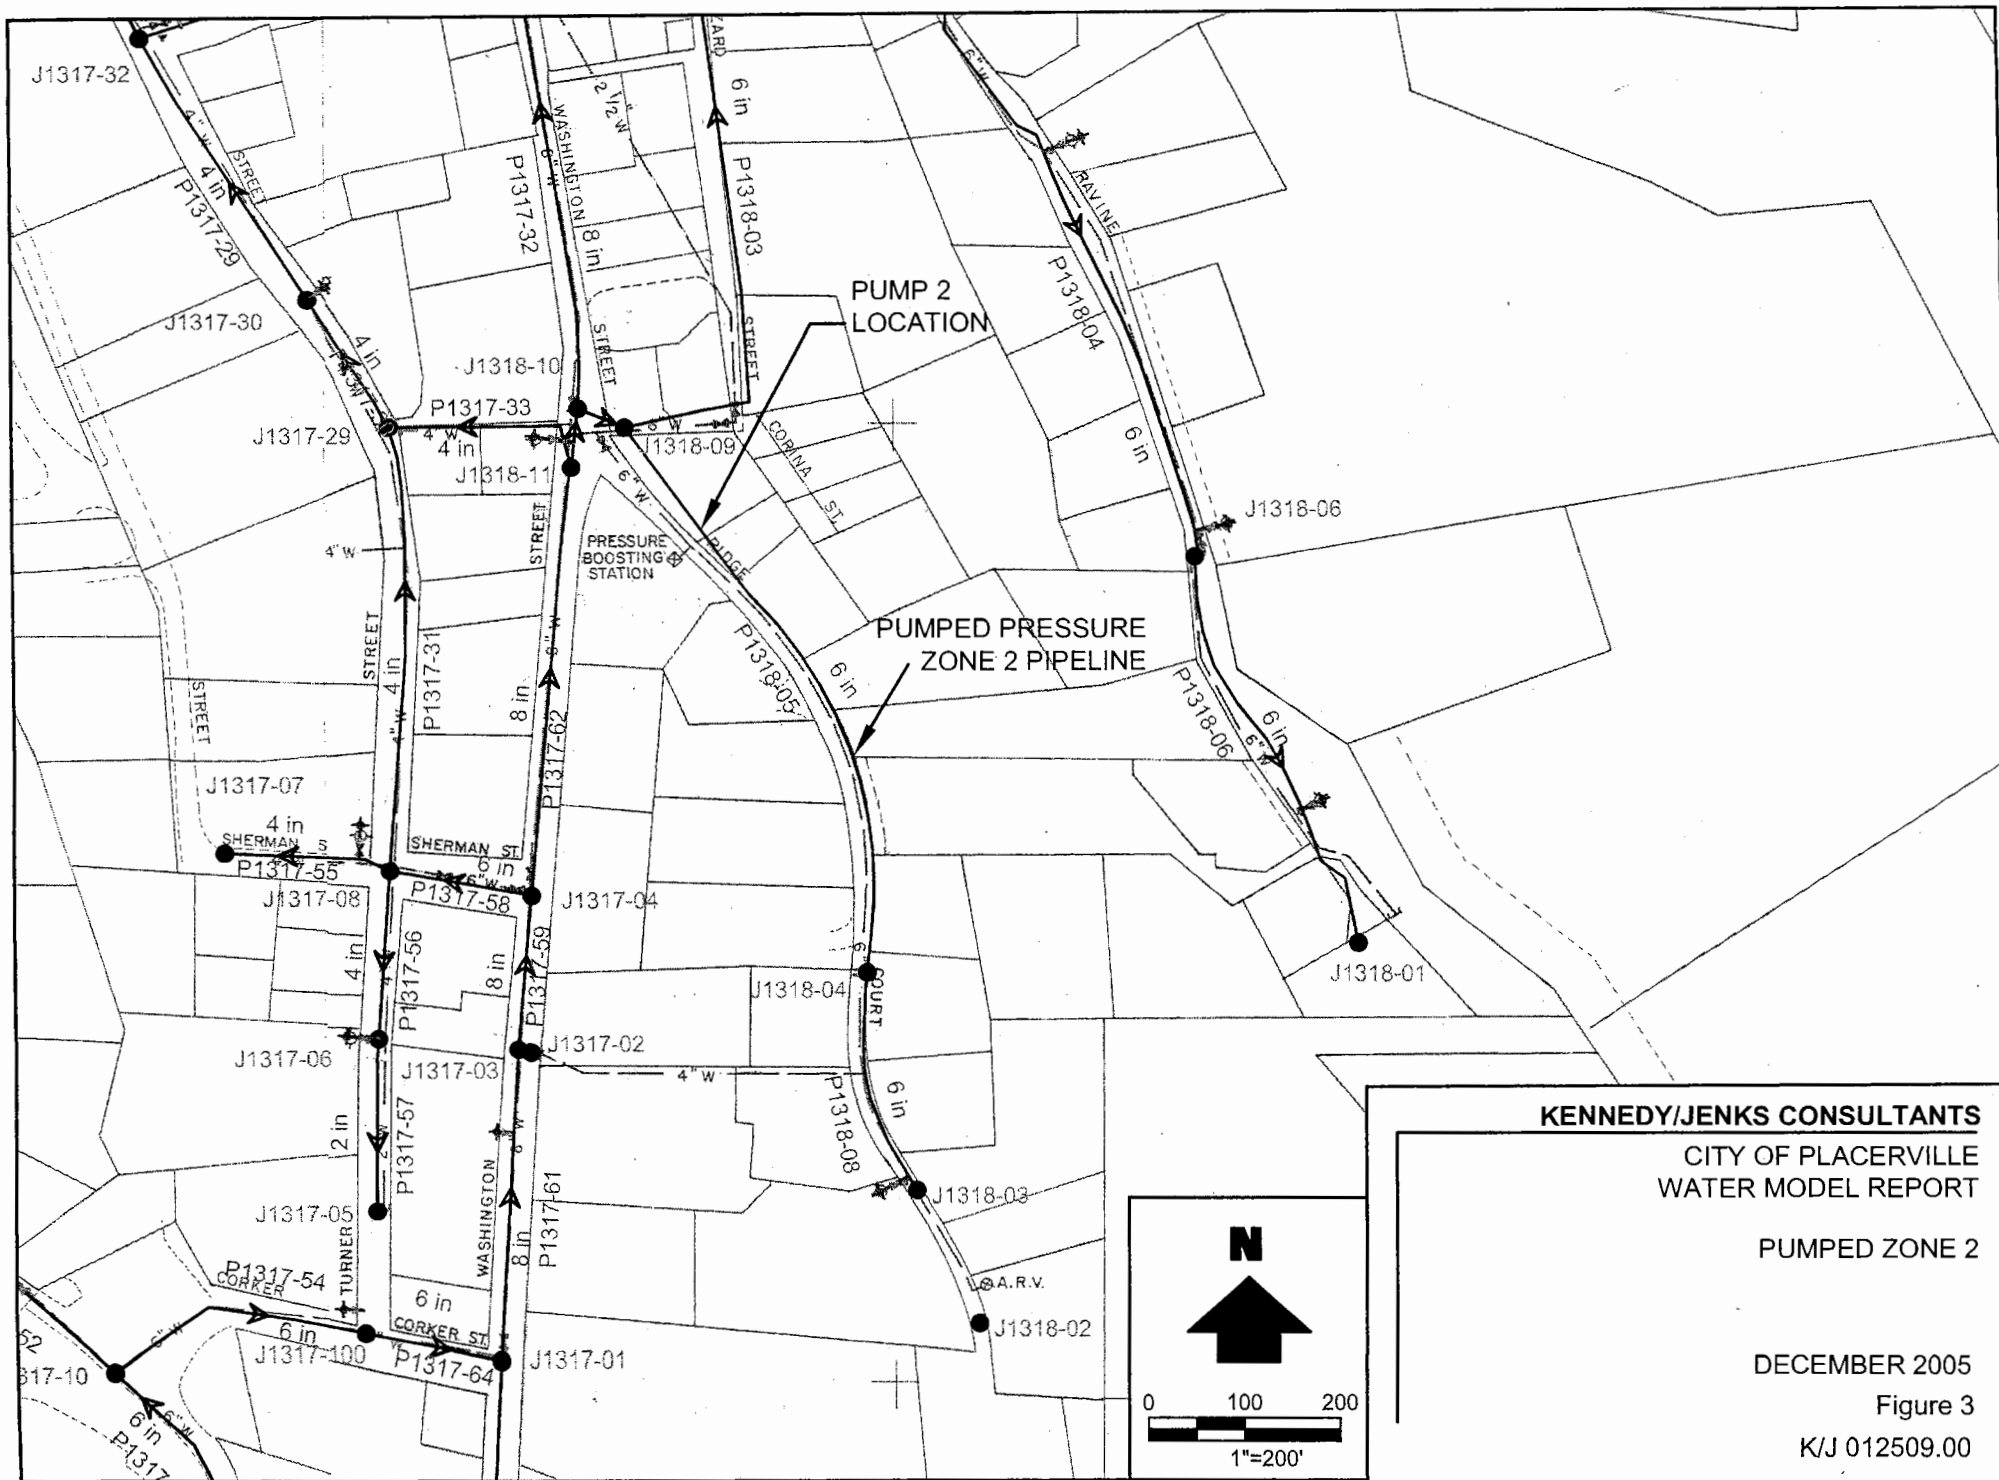 J1317-32
4" W
4 in
STREET
P1317-29
J1317-30
4 in
J1317-29
P1317-33
4" W
4 in
J1318-10
J1318-11
WASHINGTON
8 in
P1317-32
STREET
2 1/2" W
6 in
P1318-03
STREET
J1318-09
6" W
PUMP 2
LOCATION
CORINA
ST.
PRESSURE
BOOSTING
STATION
RIDGE
PUMPED PRESSURE
ZONE 2 PIPELINE
P1318-05
6 in
6" W
RAVINE
P1318-04
6 in
J1318-06
P1318-06
6 in
6" W
J1318-01
4" W
STREET
4 in
P1317-31
4" W
STREET
8 in
P1317-62
STREET
J1317-07
4 in
SHERMAN S
P1317-55
J1317-08
SHERMAN ST.
6 in
6" W
P1317-58
J1317-04
4 in
P1317-56
8 in
P1317-59
J1317-06
J1317-03
J1317-02
4" W
J1318-04
COURT
6 in
P1318-08
J1318-03
A.R.V.
J1318-02
2 in
P1317-57
J1317-05
TURNER
WASHINGTON
8 in
P1317-61
P1317-54
CORKER
6 in
J1317-100
6 in
CORKER ST.
P1317-64
J1317-01
52
317-10
6 in
6" W
P1317
N
0 100 200
1"=200'
KENNEDY/JENKS CONSULTANTS
CITY OF PLACERVILLE
WATER MODEL REPORT
PUMPED ZONE 2
DECEMBER 2005
Figure 3
K/J 012509.00